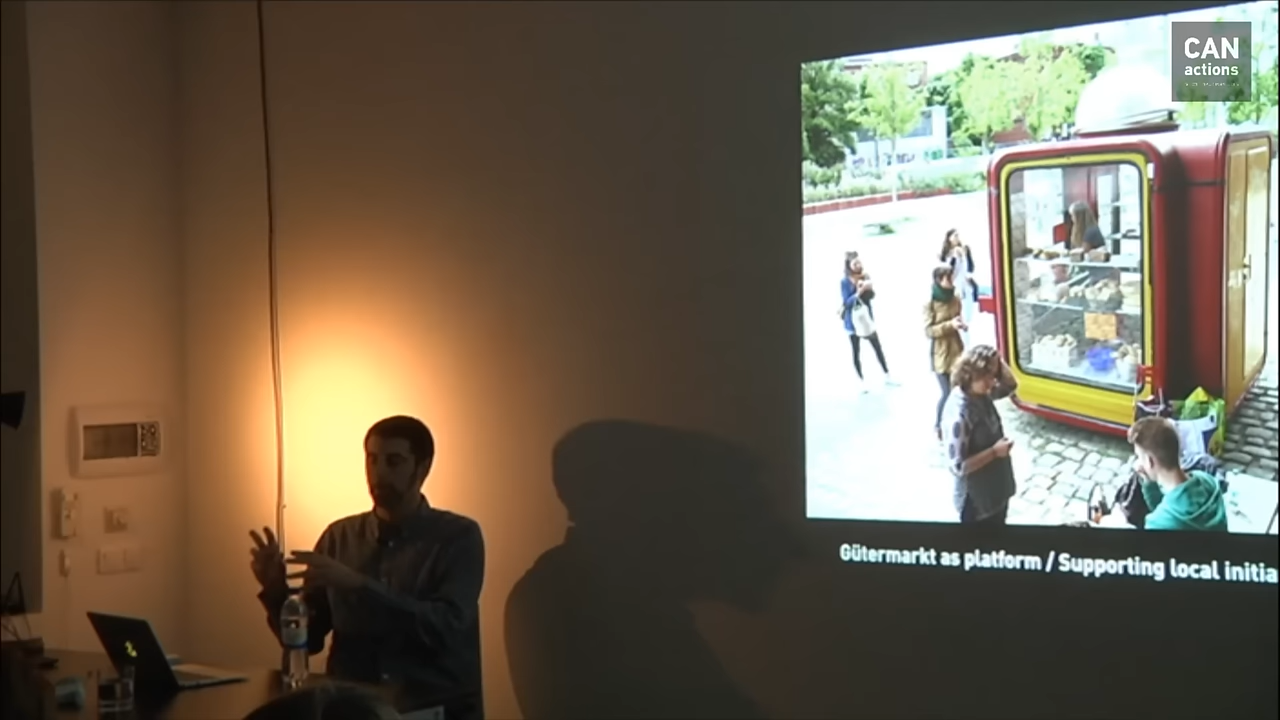 CAN
actions
Gütermarkt as platform / Supporting local initia